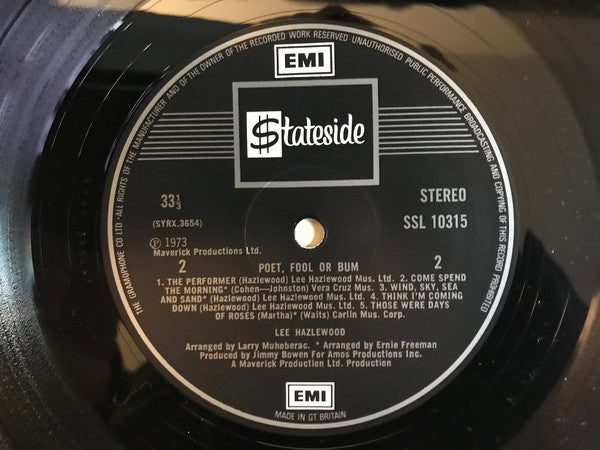 THE GRAMOPHONE CO LTD · ALL RIGHTS OF THE MANUFACTURER AND OF THE OWNER OF THE RECORDED WORK RESERVED UNAUTHORISED PUBLIC PERFORMANCE BROADCASTING AND COPYING OF THIS RECORD PROHIBITED
EMI
$tateside
33⅓
STEREO
(SYRX.3654)
SSL 10315
℗ 1973
Maverick Productions Ltd.
2 POET, FOOL OR BUM 2
1. THE PERFORMER (Hazlewood) Lee Hazlewood Mus. Ltd. 2. COME SPEND
THE MORNING* (Cohen—Johnston) Vera Cruz Mus. 3. WIND, SKY, SEA
AND SAND* (Hazlewood) Lee Hazlewood Mus. Ltd. 4. THINK I'M COMING
DOWN (Hazlewood) Lee Hazlewood Mus. Ltd. 5. THOSE WERE DAYS
OF ROSES (Martha)* (Waits) Carlin Mus. Corp.
LEE HAZLEWOOD
Arranged by Larry Muhoberac. * Arranged by Ernie Freeman
Produced by Jimmy Bowen For Amos Productions Inc.
A Maverick Production Ltd. Production
EMI
MADE IN GT BRITAIN